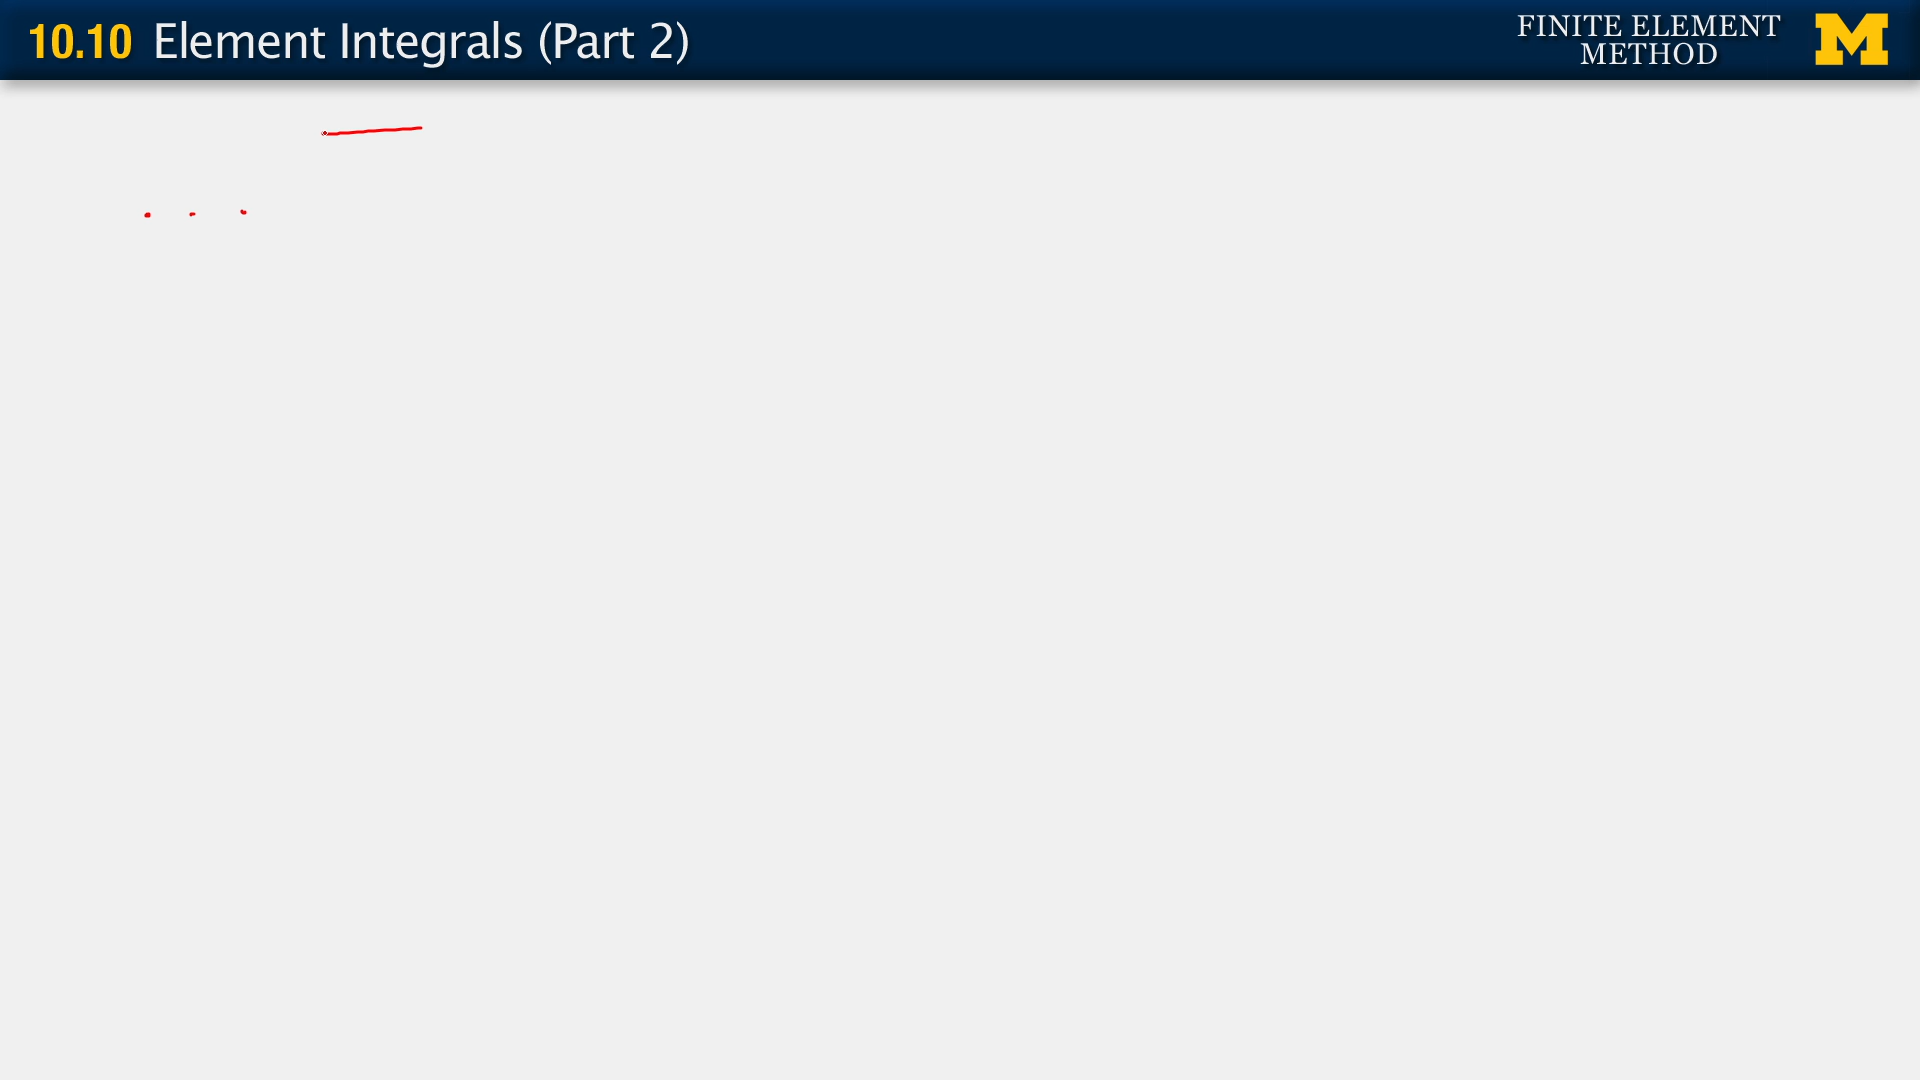 10.10 Element Integrals (Part 2)
FINITE ELEMENT
METHOD
M
. . .